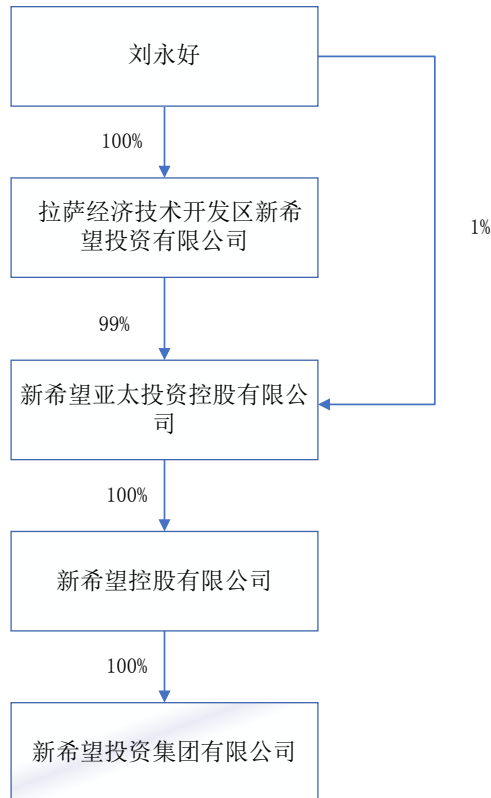 刘永好
100%
拉萨经济技术开发区新希
望投资有限公司
1%
99%
新希望亚太投资控股有限公
司
100%
新希望控股有限公司
100%
新希望投资集团有限公司